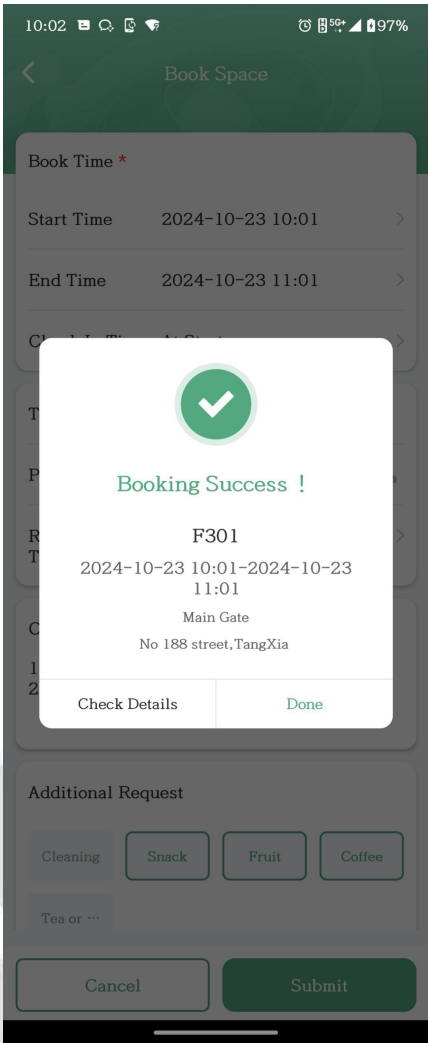 10:02
5G+
97%
Book Space
Book Time *
Start Time 2024-10-23 10:01
End Time 2024-10-23 11:01
Booking Success !
F301
2024-10-23 10:01-2024-10-23
11:01
Main Gate
No 188 street,TangXia
Check Details Done
Additional Request
Cleaning Snack Fruit Coffee
Tea or ···
Cancel Submit